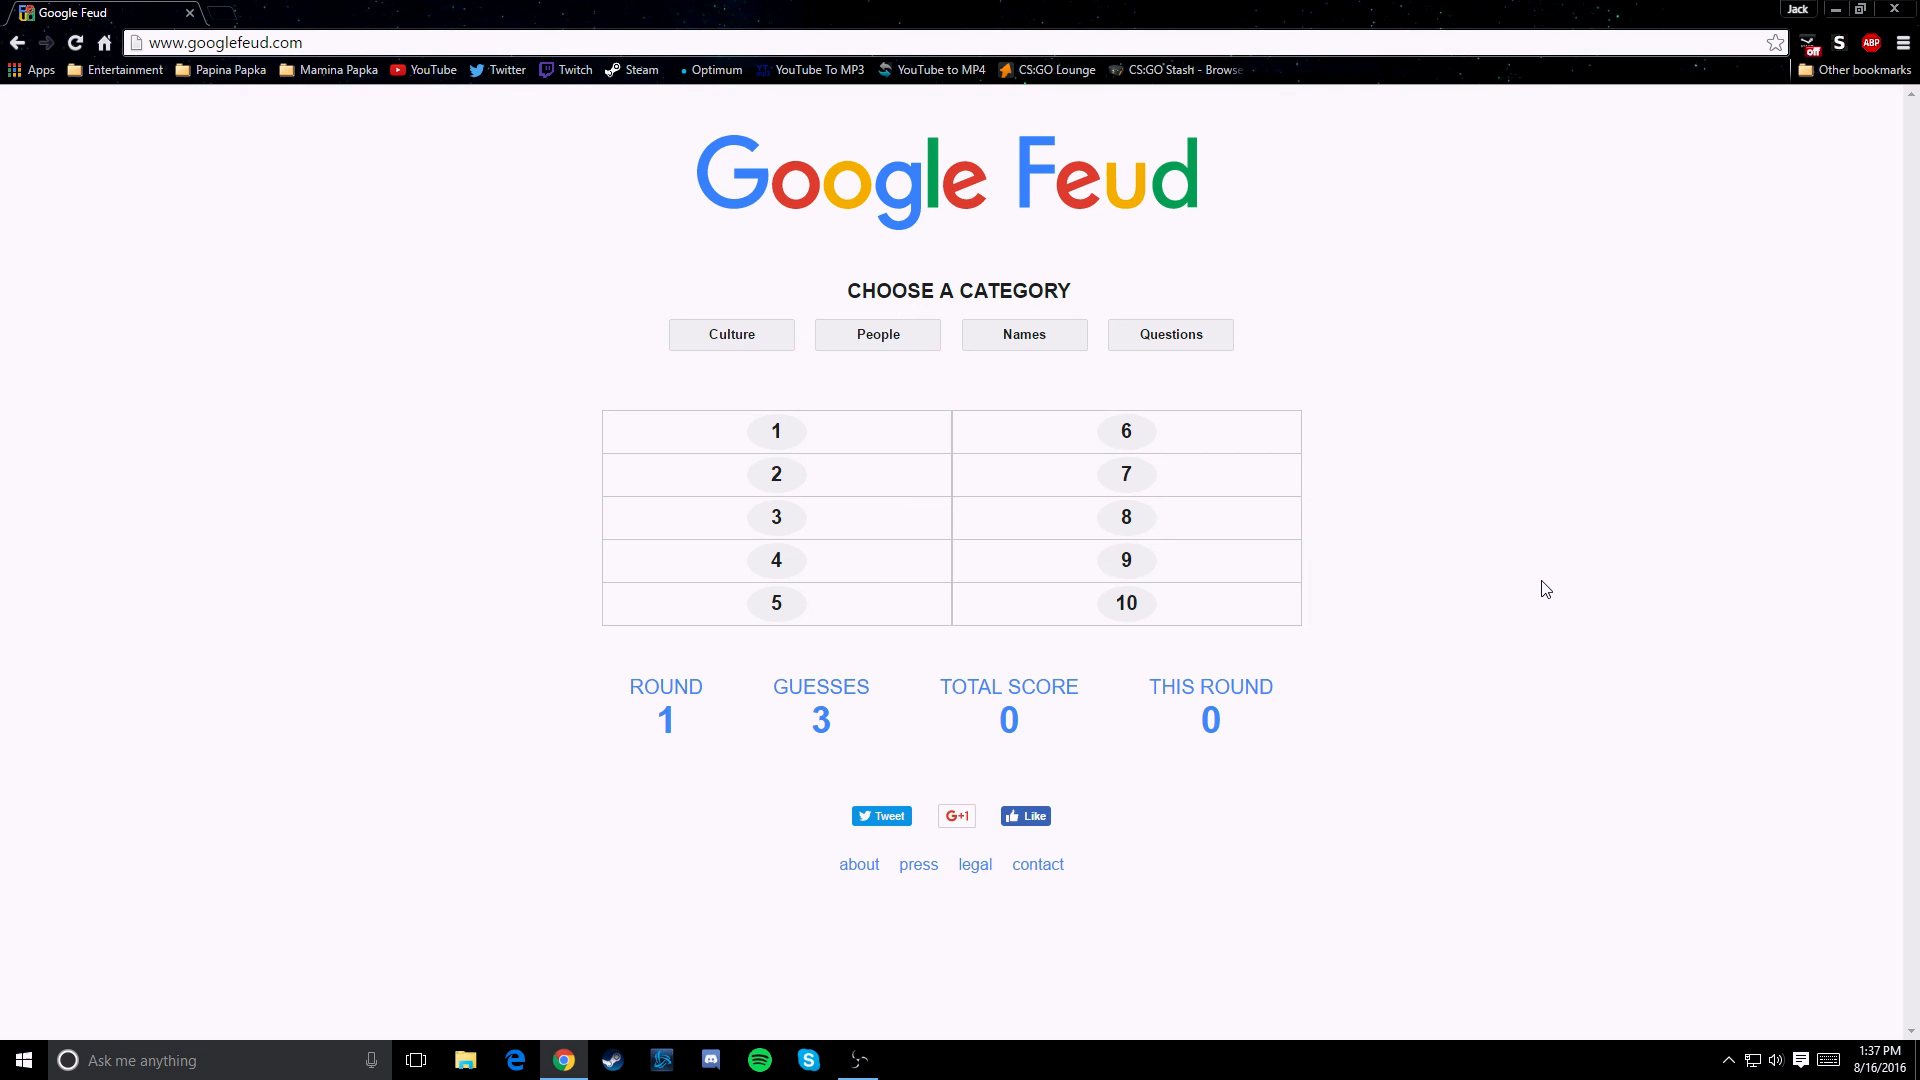 Google Feud
Jack
www.googlefeud.com
off S ABP
Apps Entertainment Papina Papka Mamina Papka YouTube Twitter Twitch Steam Optimum YouTube To MP3 YouTube to MP4 CS:GO Lounge CS:GO Stash - Browse Other bookmarks
Google Feud
CHOOSE A CATEGORY
Culture People Names Questions
1 6
2 7
3 8
4 9
5 10
ROUND GUESSES TOTAL SCORE THIS ROUND
1 3 0 0
Tweet G+1 Like
about press legal contact
Ask me anything
1:37 PM
8/16/2016